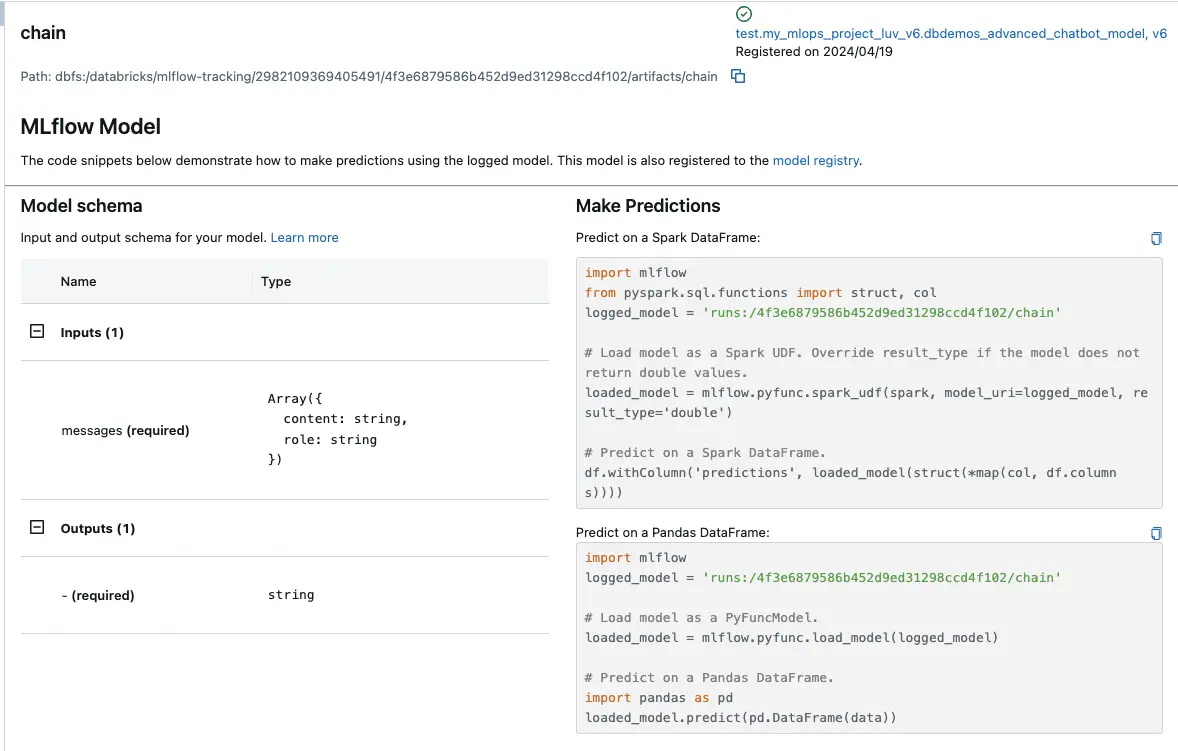 chain
test.my_mlops_project_luv_v6.dbdemos_advanced_chatbot_model, v6
Registered on 2024/04/19
Path: dbfs:/databricks/mlflow-tracking/2982109369405491/4f3e6879586b452d9ed31298ccd4f102/artifacts/chain
MLflow Model
The code snippets below demonstrate how to make predictions using the logged model. This model is also registered to the model registry.
Model schema
Input and output schema for your model. Learn more
Name Type
Inputs (1)
messages (required)
Array({
content: string,
role: string
})
Outputs (1)
- (required) string
Make Predictions
Predict on a Spark DataFrame:
import mlflow
from pyspark.sql.functions import struct, col
logged_model = 'runs:/4f3e6879586b452d9ed31298ccd4f102/chain'
# Load model as a Spark UDF. Override result_type if the model does not
return double values.
loaded_model = mlflow.pyfunc.spark_udf(spark, model_uri=logged_model, re
sult_type='double')
# Predict on a Spark DataFrame.
df.withColumn('predictions', loaded_model(struct(*map(col, df.column
s))))
Predict on a Pandas DataFrame:
import mlflow
logged_model = 'runs:/4f3e6879586b452d9ed31298ccd4f102/chain'
# Load model as a PyFuncModel.
loaded_model = mlflow.pyfunc.load_model(logged_model)
# Predict on a Pandas DataFrame.
import pandas as pd
loaded_model.predict(pd.DataFrame(data))